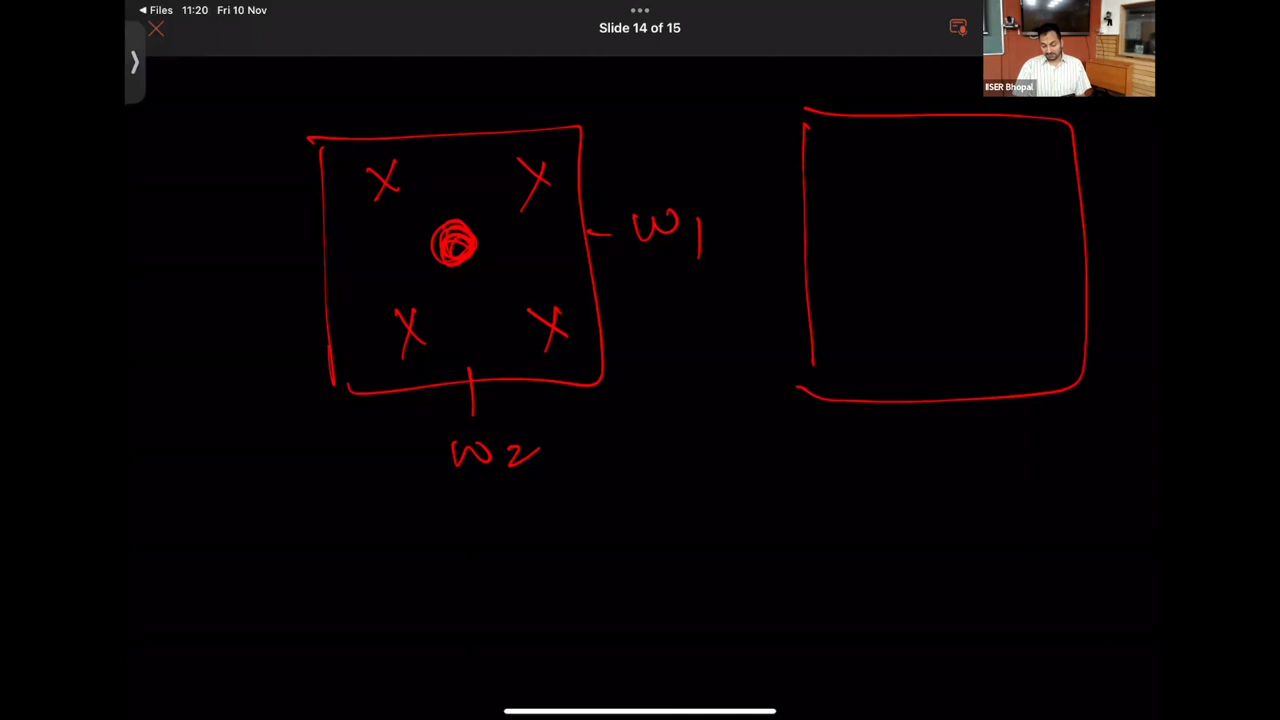 ◀ Files 11:20 Fri 10 Nov
Slide 14 of 15
IISER Bhopal
X X
w1
X X
w2